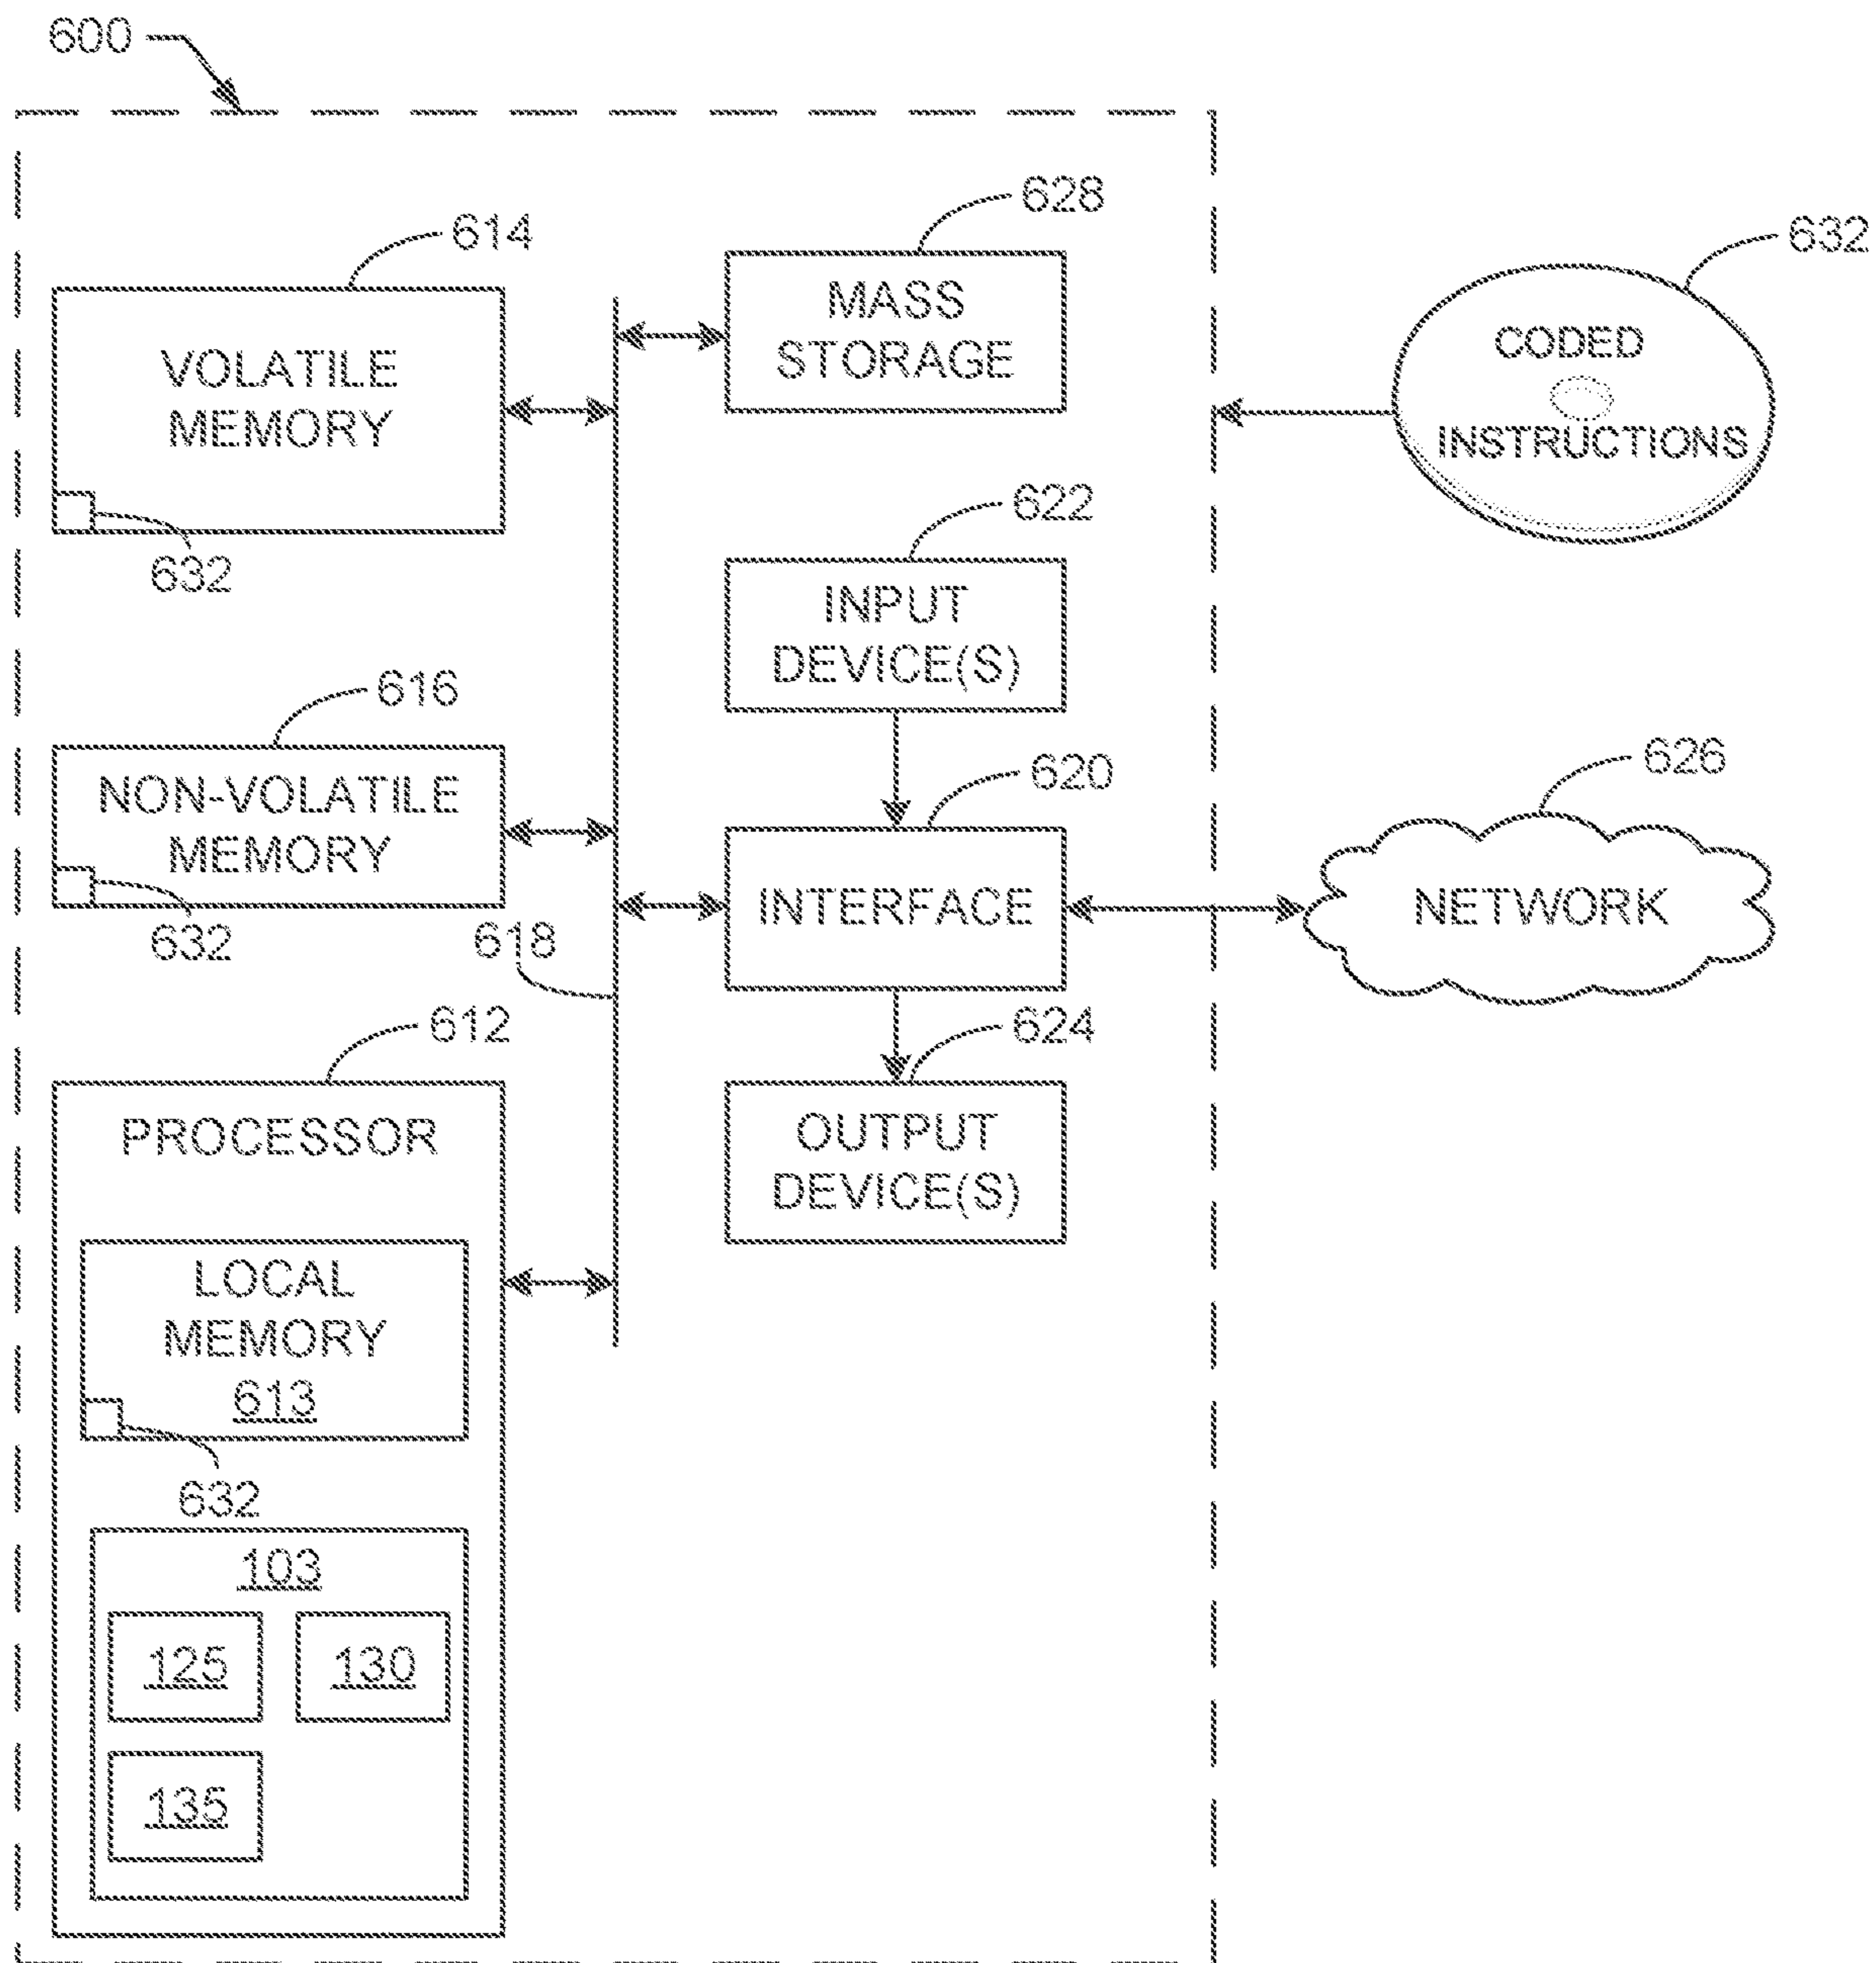 600
614
VOLATILE
MEMORY
632
628
MASS
STORAGE
632
CODED
INSTRUCTIONS
622
INPUT
DEVICE(S)
616
NON-VOLATILE
MEMORY
632
618
620
INTERFACE
626
NETWORK
612
PROCESSOR
LOCAL
MEMORY
613
632
103
125
130
135
624
OUTPUT
DEVICE(S)